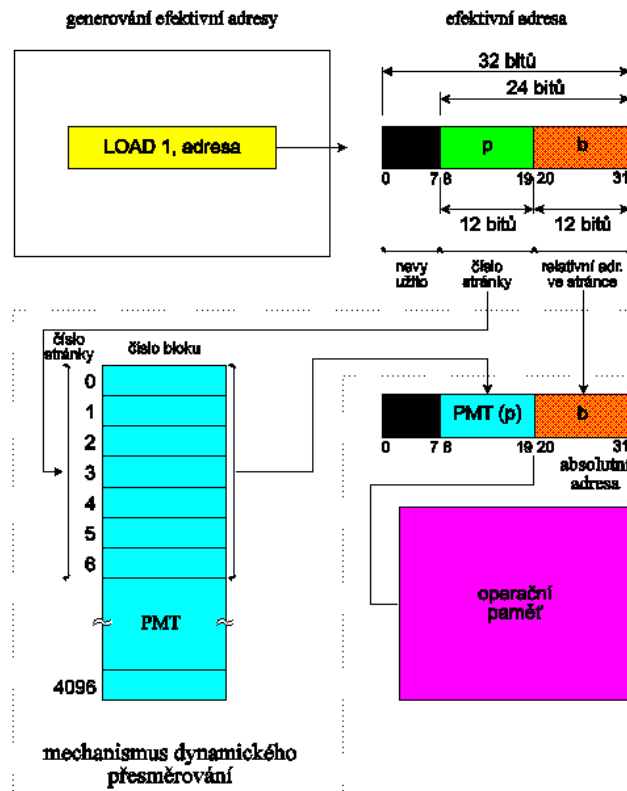 generování efektivní adresy
efektivní adresa
32 bitů
24 bitů
LOAD 1, adresa
p
b
0
7
8
19
20
31
12 bitů
12 bitů
nevy
užito
číslo
stránky
relativní adr.
ve stránce
číslo
stránky
číslo bloku
0
1
2
3
4
5
6
PMT
4096
PMT (p)
b
0
7
8
19
20
31
absolutní
adresa
operační
paměť
mechanismus dynamického
přesměrování